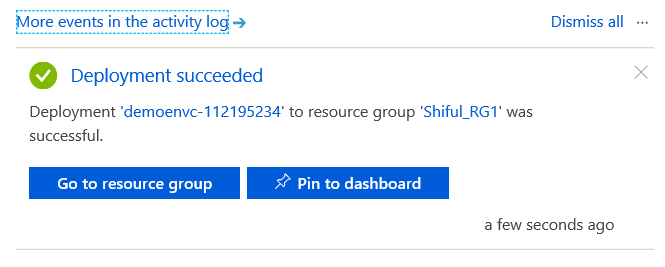 More events in the activity log →
Dismiss all ...
Deployment succeeded
Deployment 'demoenvc-112195234' to resource group 'Shiful_RG1' was
successful.
Go to resource group
Pin to dashboard
a few seconds ago